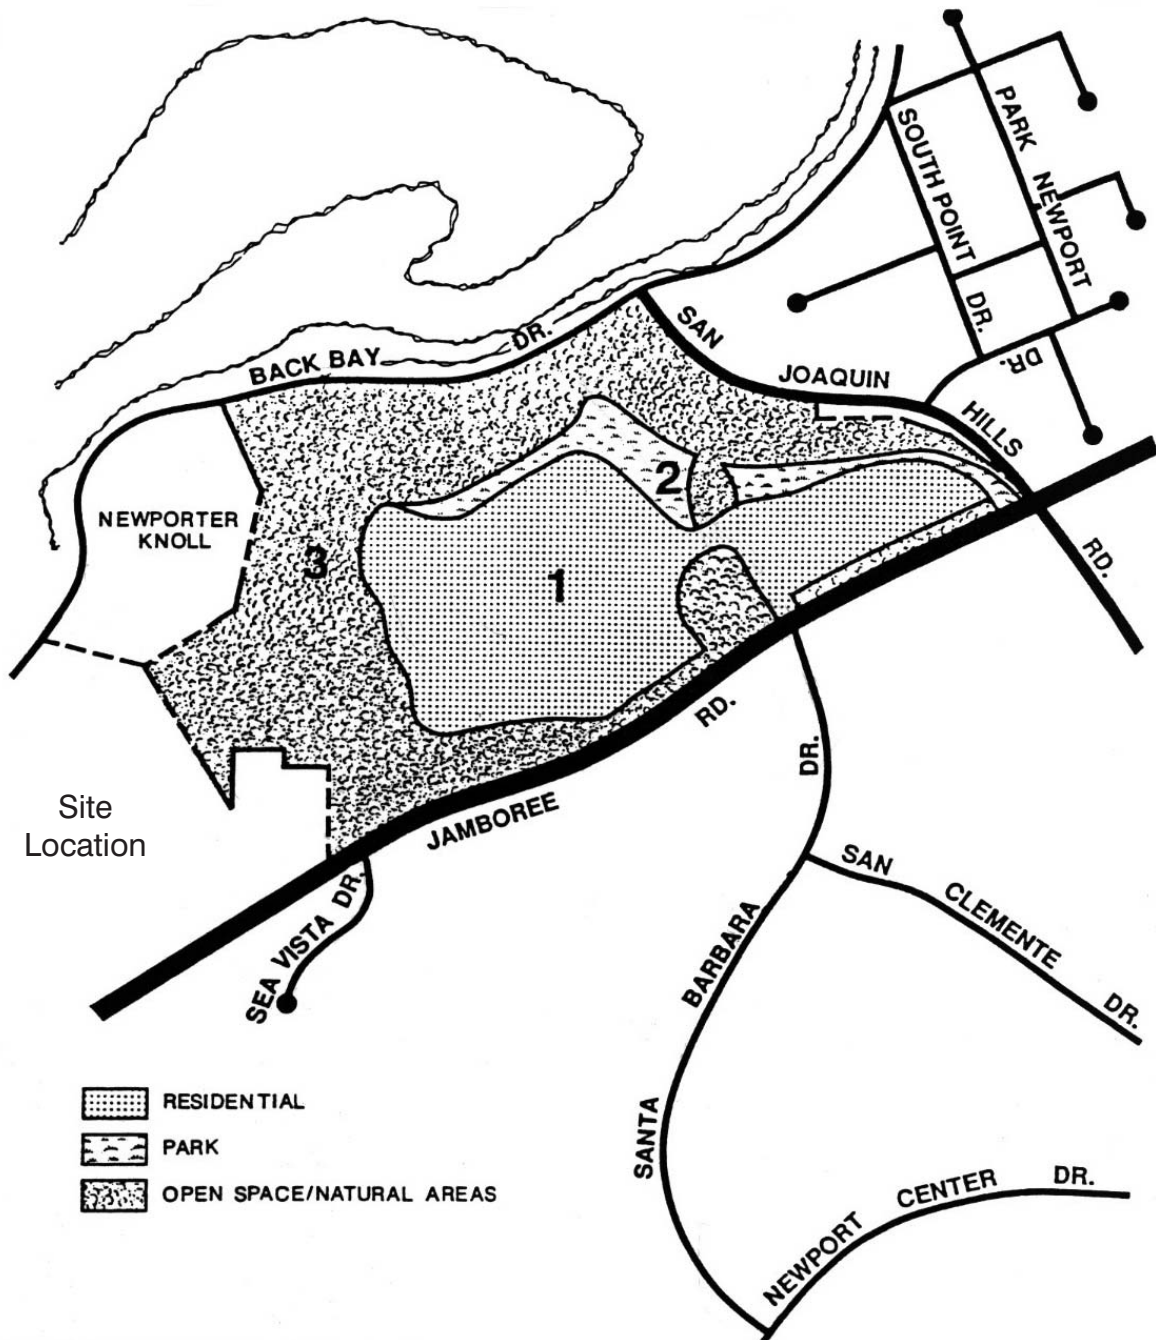 PARK NEWPORT
SOUTH POINT DR.
SAN JOAQUIN HILLS RD.
DR.
BACK BAY DR.
NEWPORTER
KNOLL
1
2
3
JAMBOREE RD.
Site
Location
SEA VISTA DR.
SANTA BARBARA DR.
SAN CLEMENTE DR.
NEWPORT CENTER DR.
RESIDENTIAL
PARK
OPEN SPACE/NATURAL AREAS